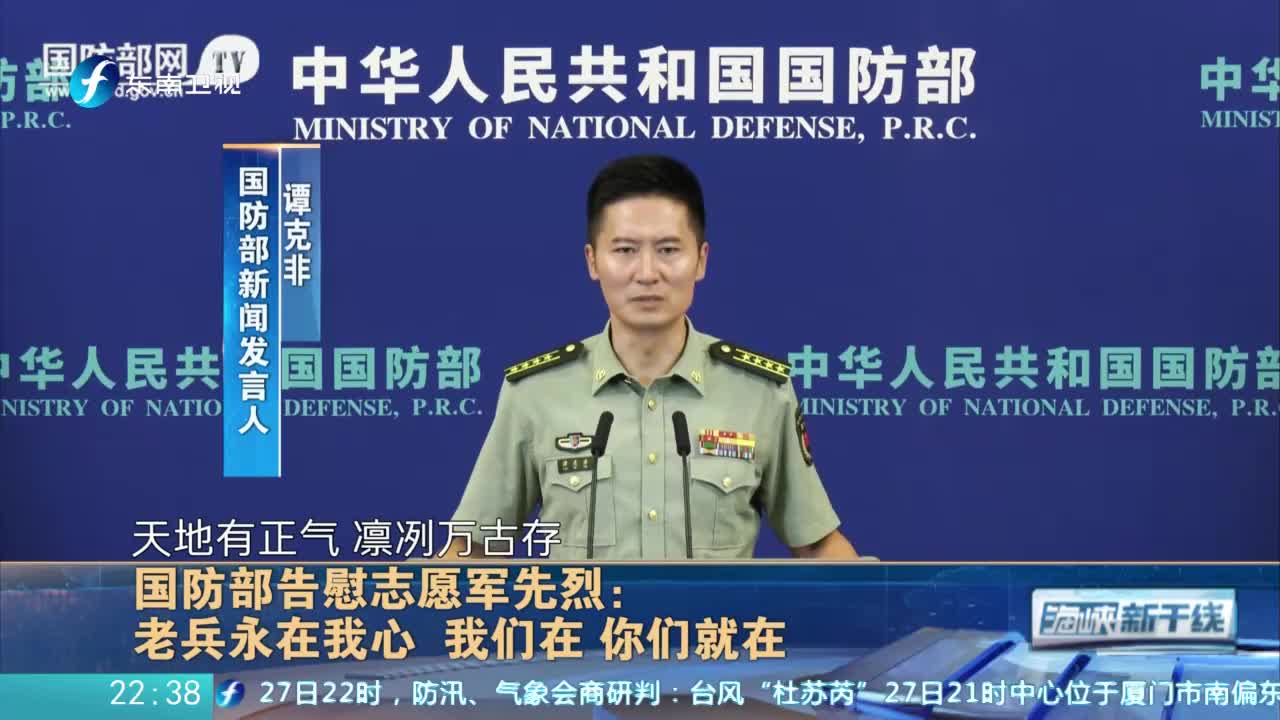 国防部网 TV
东南卫视
中华人民共和国国防部
MINISTRY OF NATIONAL DEFENSE, P.R.C.
中
MINIST
部
P.R.C.
国防部新闻发言人
谭克非
中华人民共
INISTRY OF NATIO
国国防部
DEFENSE, P.R.C.
中华人民共和国国防部
MINISTRY OF NATIONAL DEFENSE, P.R.
天地有正气 凛冽万古存
国防部告慰志愿军先烈：
老兵永在我心 我们在 你们就在
海峡新干线
22:38
27日22时，防汛、气象会商研判：台风“杜苏芮”27日21时中心位于厦门市南偏东